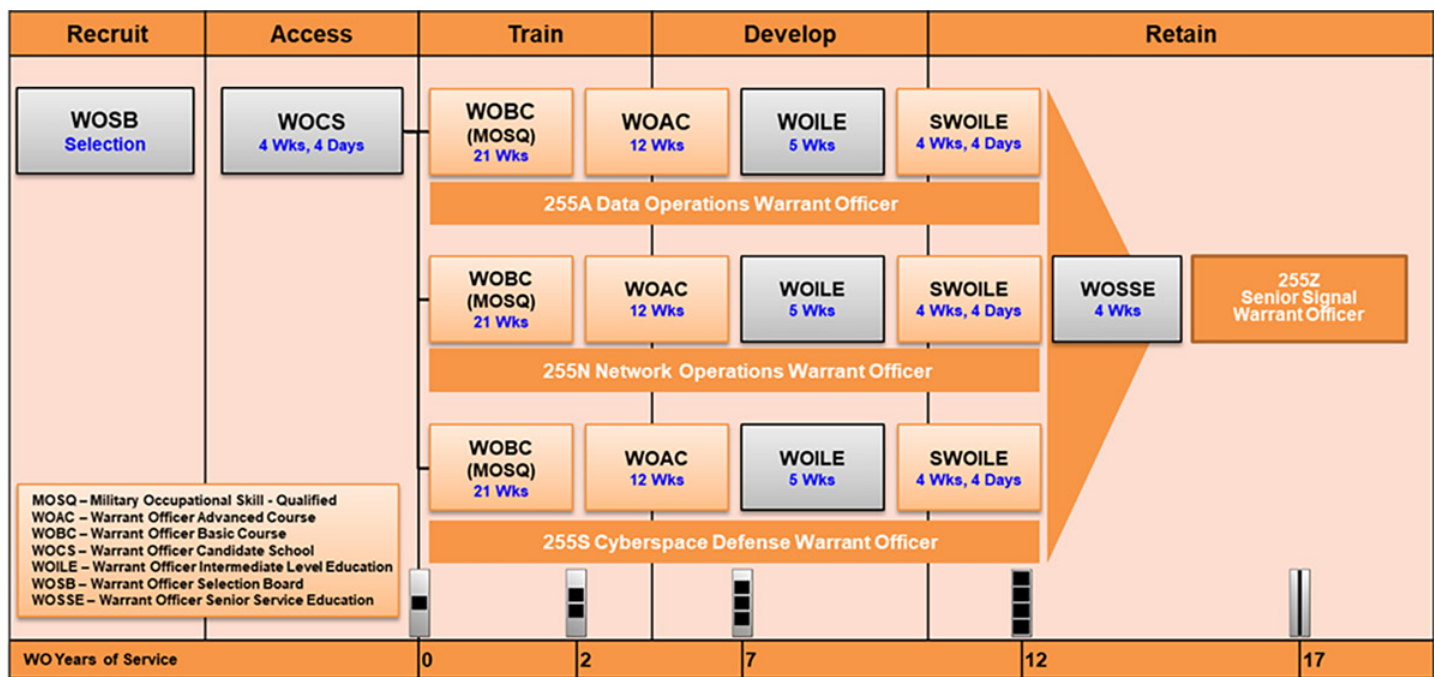 Recruit
Access
Train
Develop
Retain
WOSB
Selection
WOCS
4 Wks, 4 Days
WOBC
(MOSQ)
21 Wks
WOAC
12 Wks
WOILE
5 Wks
SWOILE
4 Wks, 4 Days
255A Data Operations Warrant Officer
WOBC
(MOSQ)
21 Wks
WOAC
12 Wks
WOILE
5 Wks
SWOILE
4 Wks, 4 Days
WOSSE
4 Wks
255Z
Senior Signal
Warrant Officer
255N Network Operations Warrant Officer
WOBC
(MOSQ)
21 Wks
WOAC
12 Wks
WOILE
5 Wks
SWOILE
4 Wks, 4 Days
255S Cyberspace Defense Warrant Officer
MOSQ – Military Occupational Skill - Qualified
WOAC – Warrant Officer Advanced Course
WOBC – Warrant Officer Basic Course
WOCS – Warrant Officer Candidate School
WOILE – Warrant Officer Intermediate Level Education
WOSB – Warrant Officer Selection Board
WOSSE – Warrant Officer Senior Service Education
WO Years of Service
0
2
7
12
17